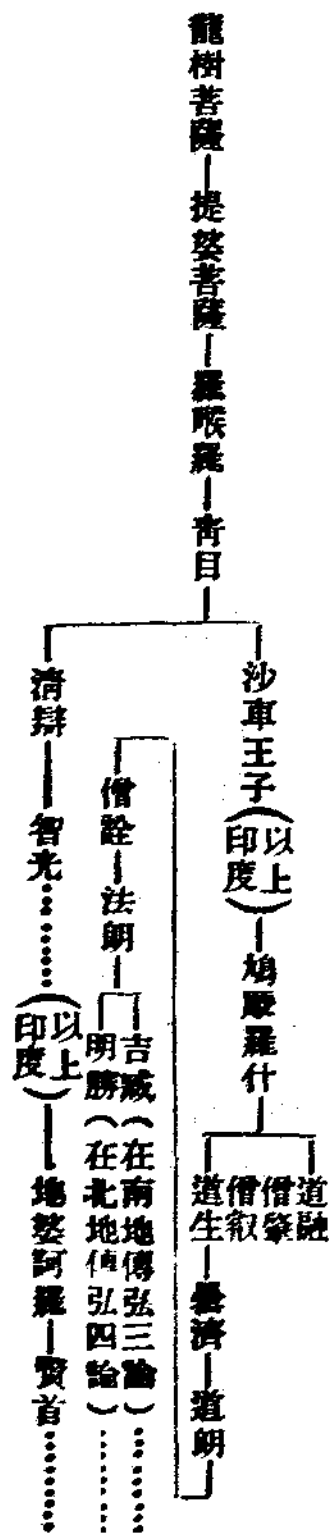 龍樹菩薩—提婆菩薩—羅睺羅—青目
沙車王子(以上印度)—鳩摩羅什
道融
僧肇
僧叡
道生—曇濟—道朗
僧詮—法朗
吉藏(在南地傳弘三論)………
明勝(在北地傳弘四論)………
清辯—智光………(以上印度)—地婆訶羅—賢首………